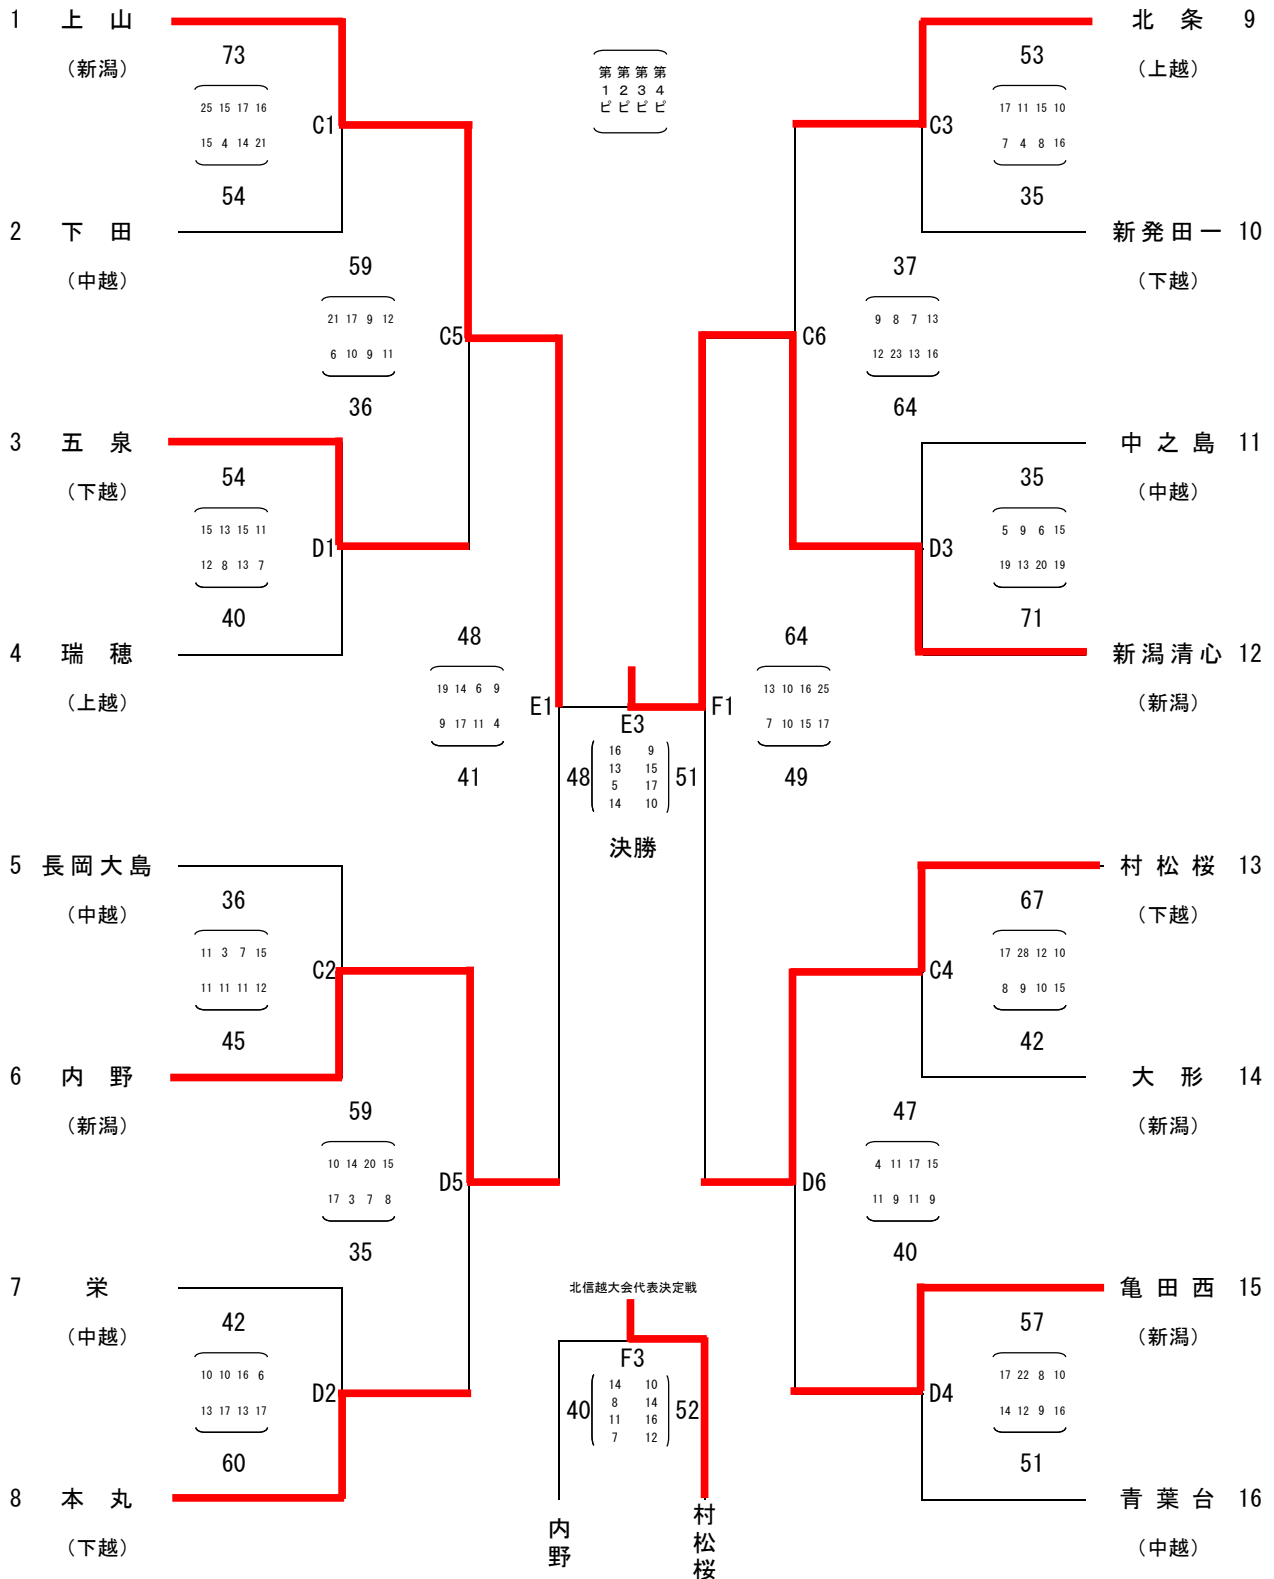 1 上山
（新潟）
73
25 15 17 16
15 4 14 21
54
C1
2 下田
（中越）
59
21 17 9 12
6 10 9 11
36
C5
3 五泉
（下越）
54
15 13 15 11
12 8 13 7
40
D1
4 瑞穂
（上越）
48
19 14 6 9
9 17 11 4
41
E1
5 長岡大島
（中越）
36
11 3 7 15
11 11 11 12
45
C2
6 内野
（新潟）
59
10 14 20 15
17 3 7 8
35
D5
7 栄
（中越）
42
10 10 16 6
13 17 13 17
60
D2
8 本丸
（下越）
第1ピ
第2ピ
第3ピ
第4ピ
E3
48
16 9
13 15
5 17
14 10
51
決勝
北信越大会代表決定戦
F3
40
14 10
8 14
11 16
7 12
52
内野
村松桜
北条 9
（上越）
53
17 11 15 10
7 4 8 16
35
C3
新発田一 10
（下越）
37
9 8 7 13
12 23 13 16
64
C6
中之島 11
（中越）
35
5 9 6 15
19 13 20 19
71
D3
新潟清心 12
（新潟）
64
13 10 16 25
7 10 15 17
49
F1
村松桜 13
（下越）
67
17 28 12 10
8 9 10 15
42
C4
大形 14
（新潟）
47
4 11 17 15
11 9 11 9
40
D6
亀田西 15
（新潟）
57
17 22 8 10
14 12 9 16
51
D4
青葉台 16
（中越）